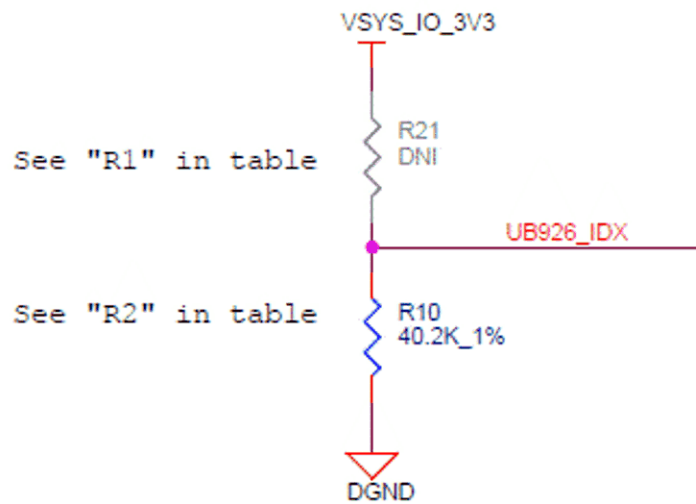 VSYS_IO_3V3
R21
DNI
See "R1" in table
UB926_IDX
See "R2" in table
R10
40.2K_1%
DGND